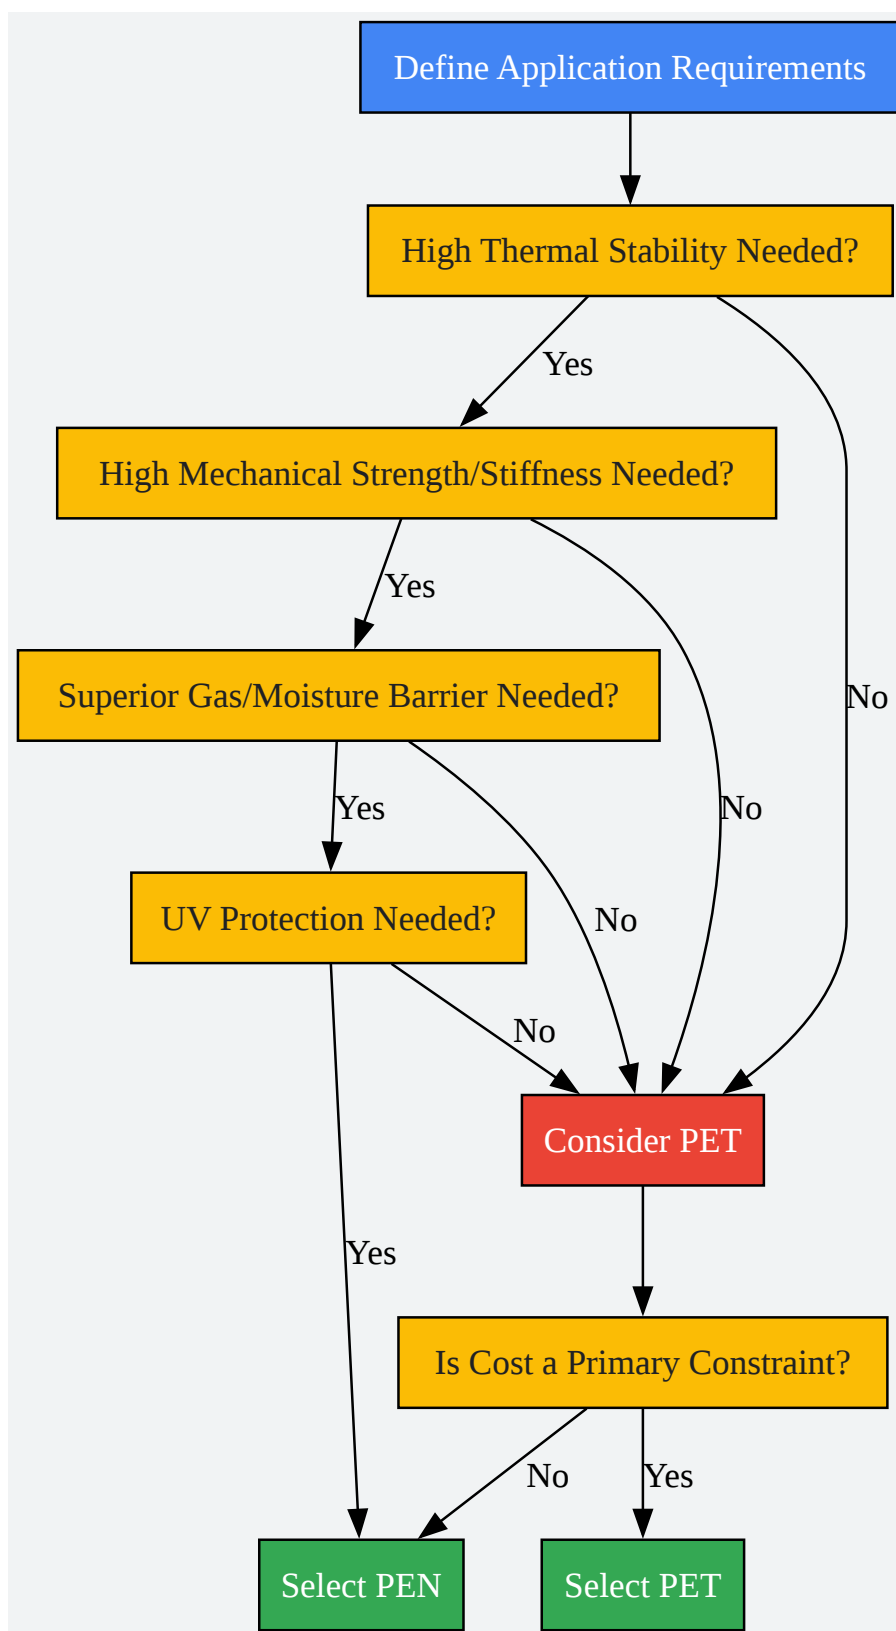 Define Application Requirements
High Thermal Stability Needed?
Yes
High Mechanical Strength/Stiffness Needed?
Yes
Superior Gas/Moisture Barrier Needed?
No
Yes
No
UV Protection Needed?
No
No
Consider PET
Yes
Is Cost a Primary Constraint?
No
Yes
Select PEN
Select PET